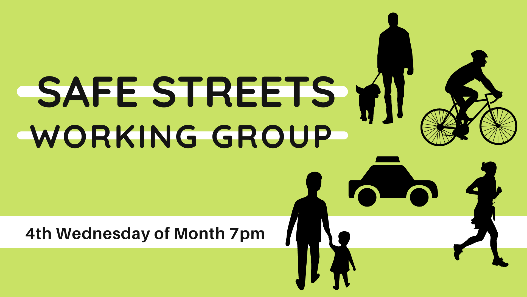 SAFE STREETS
WORKING GROUP
4th Wednesday of Month 7pm